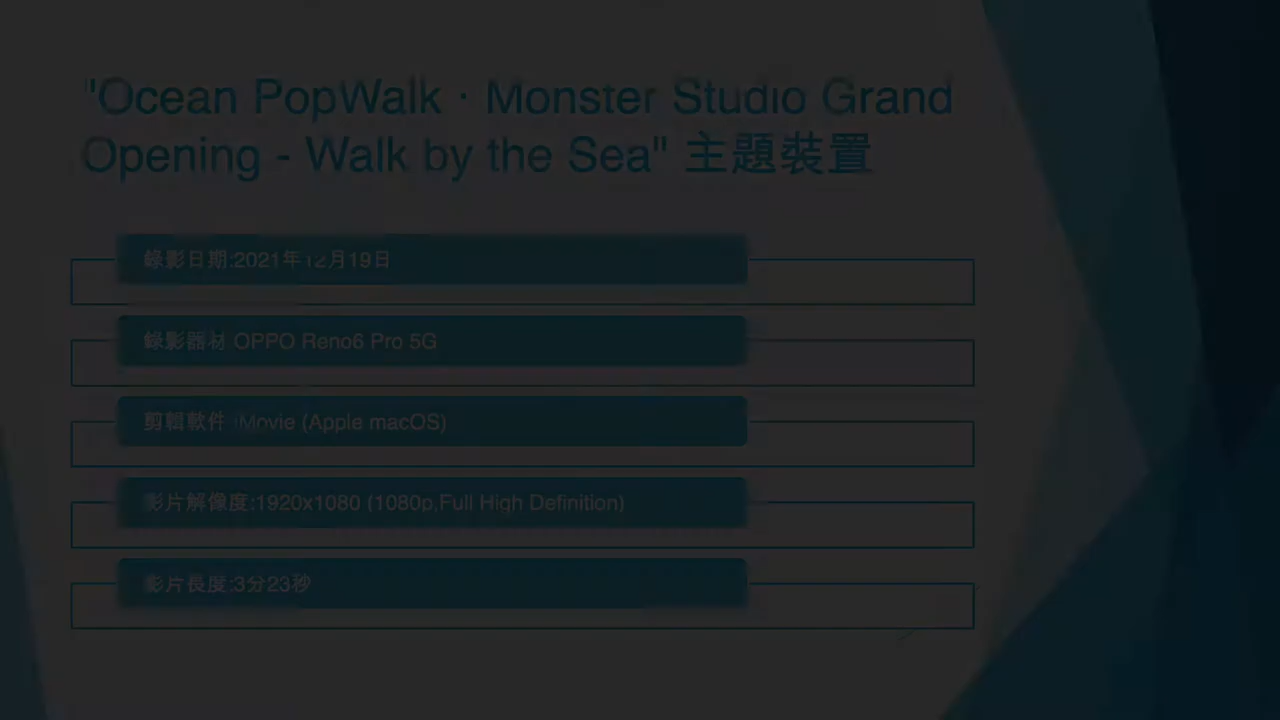 "Ocean PopWalk · Monster Studio Grand
Opening - Walk by the Sea" 主題裝置
錄影日期:2021年12月19日
錄影器材:OPPO Reno6 Pro 5G
剪輯軟件:iMovie (Apple macOS)
影片解像度:1920x1080 (1080p,Full High Definition)
影片長度:3分23秒